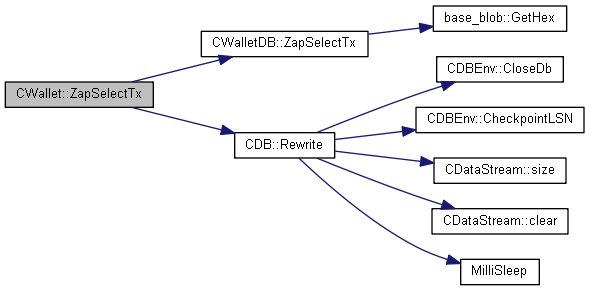 CWallet::ZapSelectTx
CWalletDB::ZapSelectTx
base_blob::GetHex
CDB::Rewrite
CDBEnv::CloseDb
CDBEnv::CheckpointLSN
CDataStream::size
CDataStream::clear
MilliSleep